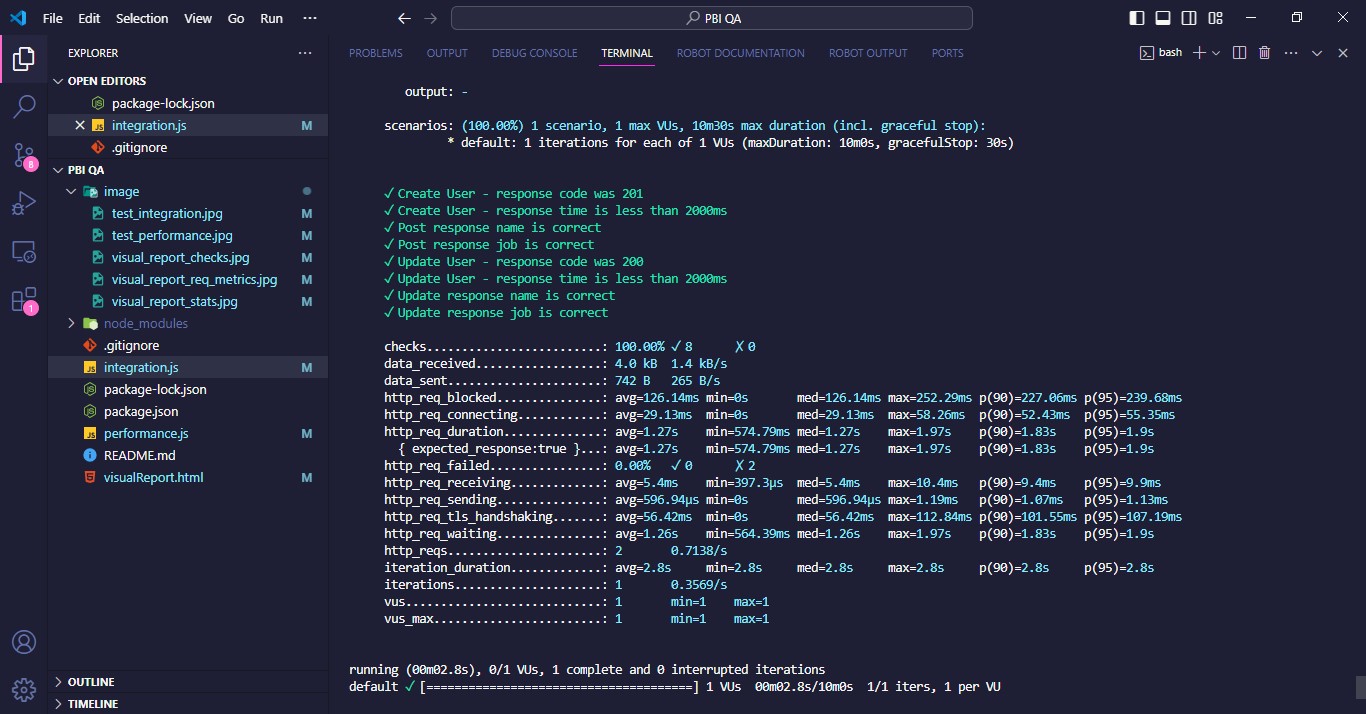 File Edit Selection View Go Run ··· PBI QA
EXPLORER ···
OPEN EDITORS
package-lock.json
integration.js M
.gitignore
PBI QA
image
test_integration.jpg M
test_performance.jpg M
visual_report_checks.jpg M
visual_report_req_metrics.jpg M
visual_report_stats.jpg M
node_modules
.gitignore
integration.js M
package-lock.json
package.json
performance.js M
README.md
visualReport.html M
OUTLINE
TIMELINE
8
1
PROBLEMS OUTPUT DEBUG CONSOLE TERMINAL ROBOT DOCUMENTATION ROBOT OUTPUT PORTS bash
output: -
scenarios: (100.00%) 1 scenario, 1 max VUs, 10m30s max duration (incl. graceful stop):
* default: 1 iterations for each of 1 VUs (maxDuration: 10m0s, gracefulStop: 30s)
✓ Create User - response code was 201
✓ Create User - response time is less than 2000ms
✓ Post response name is correct
✓ Post response job is correct
✓ Update User - response code was 200
✓ Update User - response time is less than 2000ms
✓ Update response name is correct
✓ Update response job is correct
checks.........................: 100.00% ✓ 8 ✗ 0
data_received..................: 4.0 kB 1.4 kB/s
data_sent......................: 742 B 265 B/s
http_req_blocked...............: avg=126.14ms min=0s med=126.14ms max=252.29ms p(90)=227.06ms p(95)=239.68ms
http_req_connecting............: avg=29.13ms min=0s med=29.13ms max=58.26ms p(90)=52.43ms p(95)=55.35ms
http_req_duration..............: avg=1.27s min=574.79ms med=1.27s max=1.97s p(90)=1.83s p(95)=1.9s
{ expected_response:true }...: avg=1.27s min=574.79ms med=1.27s max=1.97s p(90)=1.83s p(95)=1.9s
http_req_failed................: 0.00% ✓ 0 ✗ 2
http_req_receiving.............: avg=5.4ms min=397.3µs med=5.4ms max=10.4ms p(90)=9.4ms p(95)=9.9ms
http_req_sending...............: avg=596.94µs min=0s med=596.94µs max=1.19ms p(90)=1.07ms p(95)=1.13ms
http_req_tls_handshaking.......: avg=56.42ms min=0s med=56.42ms max=112.84ms p(90)=101.55ms p(95)=107.19ms
http_req_waiting...............: avg=1.26s min=564.39ms med=1.26s max=1.97s p(90)=1.83s p(95)=1.9s
http_reqs......................: 2 0.7138/s
iteration_duration.............: avg=2.8s min=2.8s med=2.8s max=2.8s p(90)=2.8s p(95)=2.8s
iterations.....................: 1 0.3569/s
vus............................: 1 min=1 max=1
vus_max........................: 1 min=1 max=1
running (00m02.8s), 0/1 VUs, 1 complete and 0 interrupted iterations
default ✓ [======================================] 1 VUs 00m02.8s/10m0s 1/1 iters, 1 per VU